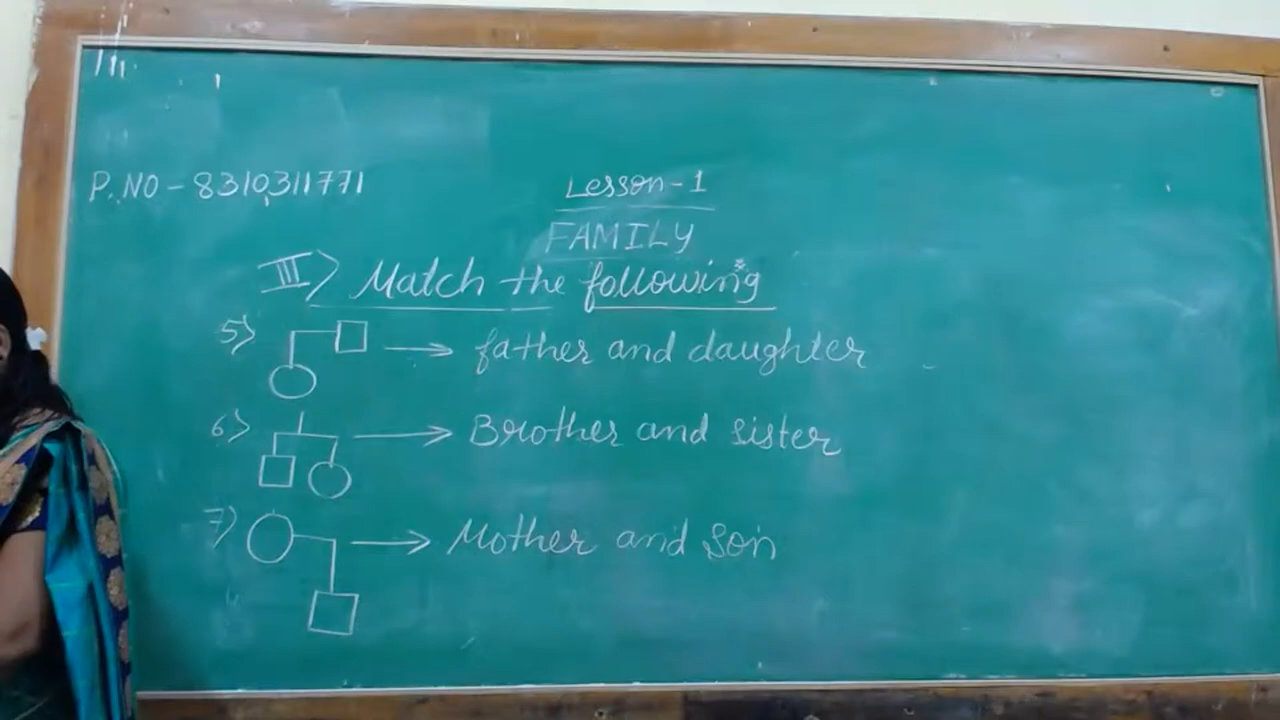 P.NO - 8310311771
Lesson-1
FAMILY
III> Match the following
5> father and daughter
6> Brother and sister
7) Mother and son